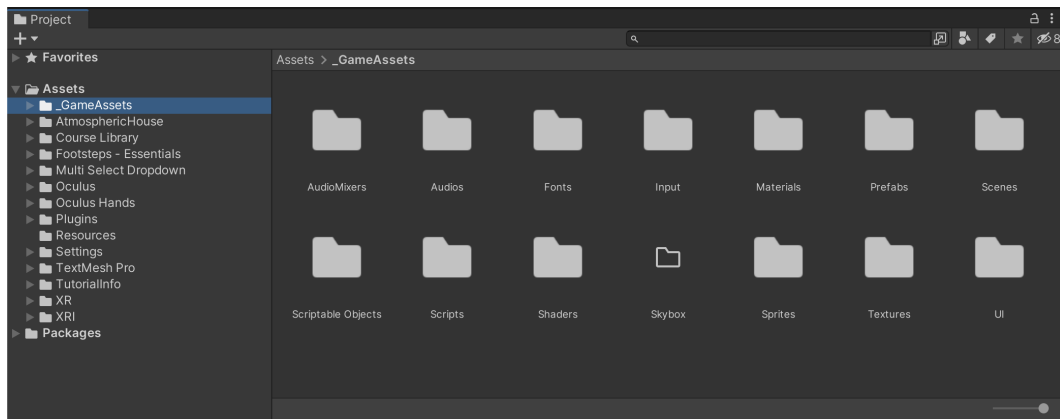 Project
Favorites
Assets
_GameAssets
AtmosphericHouse
Course Library
Footsteps - Essentials
Multi Select Dropdown
Oculus
Oculus Hands
Plugins
Resources
Settings
TextMesh Pro
TutorialInfo
XR
XRI
Packages
Assets > _GameAssets
8
AudioMixers Audios Fonts Input Materials Prefabs Scenes
Scriptable Objects Scripts Shaders Skybox Sprites Textures UI